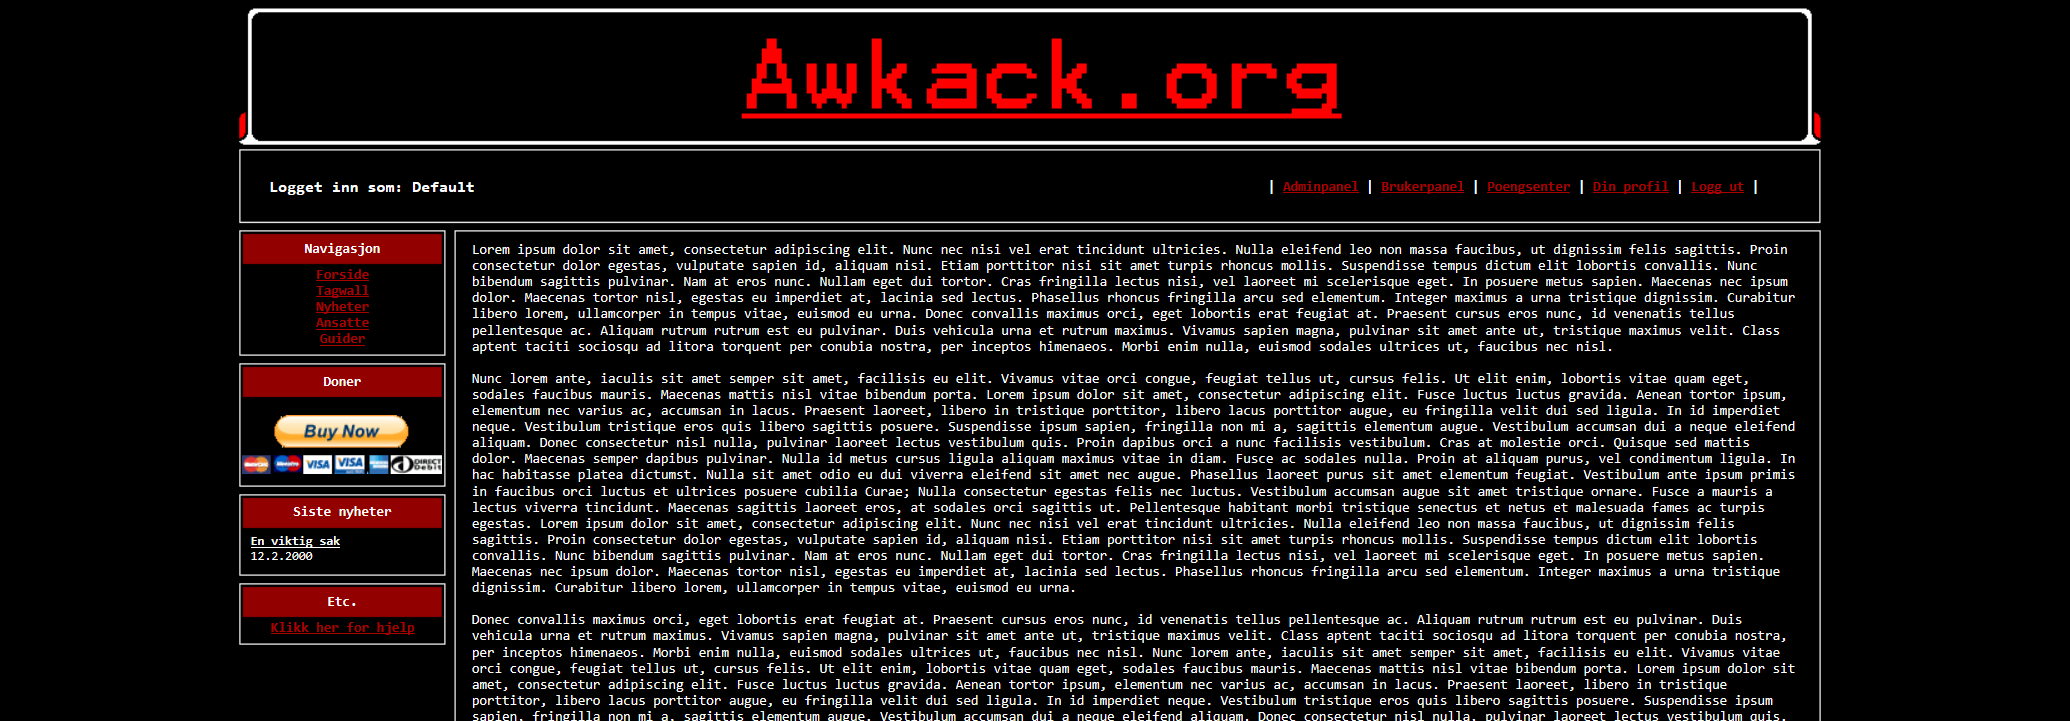 Awkack.org
Logget inn som: Default
| Adminpanel | Brukerpanel | Poengsenter | Din profil | Logg ut |
Navigasjon
Forside
Tagwall
Nyheter
Ansatte
Guider
Doner
Buy Now
MasterCard Maestro VISA VISA DIRECT Debit
Siste nyheter
En viktig sak
12.2.2000
Etc.
Klikk her for hjelp
Lorem ipsum dolor sit amet, consectetur adipiscing elit. Nunc nec nisi vel erat tincidunt ultricies. Nulla eleifend leo non massa faucibus, ut dignissim felis sagittis. Proin
consectetur dolor egestas, vulputate sapien id, aliquam nisi. Etiam porttitor nisi sit amet turpis rhoncus mollis. Suspendisse tempus dictum elit lobortis convallis. Nunc
bibendum sagittis pulvinar. Nam at eros nunc. Nullam eget dui tortor. Cras fringilla lectus nisi, vel laoreet mi scelerisque eget. In posuere metus sapien. Maecenas nec ipsum
dolor. Maecenas tortor nisl, egestas eu imperdiet at, lacinia sed lectus. Phasellus rhoncus fringilla arcu sed elementum. Integer maximus a urna tristique dignissim. Curabitur
libero lorem, ullamcorper in tempus vitae, euismod eu urna. Donec convallis maximus orci, eget lobortis erat feugiat at. Praesent cursus eros nunc, id venenatis tellus
pellentesque ac. Aliquam rutrum rutrum est eu pulvinar. Duis vehicula urna et rutrum maximus. Vivamus sapien magna, pulvinar sit amet ante ut, tristique maximus velit. Class
aptent taciti sociosqu ad litora torquent per conubia nostra, per inceptos himenaeos. Morbi enim nulla, euismod sodales ultrices ut, faucibus nec nisl.
Nunc lorem ante, iaculis sit amet semper sit amet, facilisis eu elit. Vivamus vitae orci congue, feugiat tellus ut, cursus felis. Ut elit enim, lobortis vitae quam eget,
sodales faucibus mauris. Maecenas mattis nisl vitae bibendum porta. Lorem ipsum dolor sit amet, consectetur adipiscing elit. Fusce luctus luctus gravida. Aenean tortor ipsum,
elementum nec varius ac, accumsan in lacus. Praesent laoreet, libero in tristique porttitor, libero lacus porttitor augue, eu fringilla velit dui sed ligula. In id imperdiet
neque. Vestibulum tristique eros quis libero sagittis posuere. Suspendisse ipsum sapien, fringilla non mi a, sagittis elementum augue. Vestibulum accumsan dui a neque eleifend
aliquam. Donec consectetur nisl nulla, pulvinar laoreet lectus vestibulum quis. Proin dapibus orci a nunc facilisis vestibulum. Cras at molestie orci. Quisque sed mattis
dolor. Maecenas semper dapibus pulvinar. Nulla id metus cursus ligula aliquam maximus vitae in diam. Fusce ac sodales nulla. Proin at aliquam purus, vel condimentum ligula. In
hac habitasse platea dictumst. Nulla sit amet odio eu dui viverra eleifend sit amet nec augue. Phasellus laoreet purus sit amet elementum feugiat. Vestibulum ante ipsum primis
in faucibus orci luctus et ultrices posuere cubilia Curae; Nulla consectetur egestas felis nec luctus. Vestibulum accumsan augue sit amet tristique ornare. Fusce a mauris a
lectus viverra tincidunt. Maecenas sagittis laoreet eros, at sodales orci sagittis ut. Pellentesque habitant morbi tristique senectus et netus et malesuada fames ac turpis
egestas. Lorem ipsum dolor sit amet, consectetur adipiscing elit. Nunc nec nisi vel erat tincidunt ultricies. Nulla eleifend leo non massa faucibus, ut dignissim felis
sagittis. Proin consectetur dolor egestas, vulputate sapien id, aliquam nisi. Etiam porttitor nisi sit amet turpis rhoncus mollis. Suspendisse tempus dictum elit lobortis
convallis. Nunc bibendum sagittis pulvinar. Nam at eros nunc. Nullam eget dui tortor. Cras fringilla lectus nisi, vel laoreet mi scelerisque eget. In posuere metus sapien.
Maecenas nec ipsum dolor. Maecenas tortor nisl, egestas eu imperdiet at, lacinia sed lectus. Phasellus rhoncus fringilla arcu sed elementum. Integer maximus a urna tristique
dignissim. Curabitur libero lorem, ullamcorper in tempus vitae, euismod eu urna.
Donec convallis maximus orci, eget lobortis erat feugiat at. Praesent cursus eros nunc, id venenatis tellus pellentesque ac. Aliquam rutrum rutrum est eu pulvinar. Duis
vehicula urna et rutrum maximus. Vivamus sapien magna, pulvinar sit amet ante ut, tristique maximus velit. Class aptent taciti sociosqu ad litora torquent per conubia nostra,
per inceptos himenaeos. Morbi enim nulla, euismod sodales ultrices ut, faucibus nec nisl. Nunc lorem ante, iaculis sit amet semper sit amet, facilisis eu elit. Vivamus vitae
orci congue, feugiat tellus ut, cursus felis. Ut elit enim, lobortis vitae quam eget, sodales faucibus mauris. Maecenas mattis nisl vitae bibendum porta. Lorem ipsum dolor sit
amet, consectetur adipiscing elit. Fusce luctus luctus gravida. Aenean tortor ipsum, elementum nec varius ac, accumsan in lacus. Praesent laoreet, libero in tristique
porttitor, libero lacus porttitor augue, eu fringilla velit dui sed ligula. In id imperdiet neque. Vestibulum tristique eros quis libero sagittis posuere. Suspendisse ipsum
sapien, fringilla non mi a, sagittis elementum augue. Vestibulum accumsan dui a neque eleifend aliquam. Donec consectetur nisl nulla, pulvinar laoreet lectus vestibulum quis.